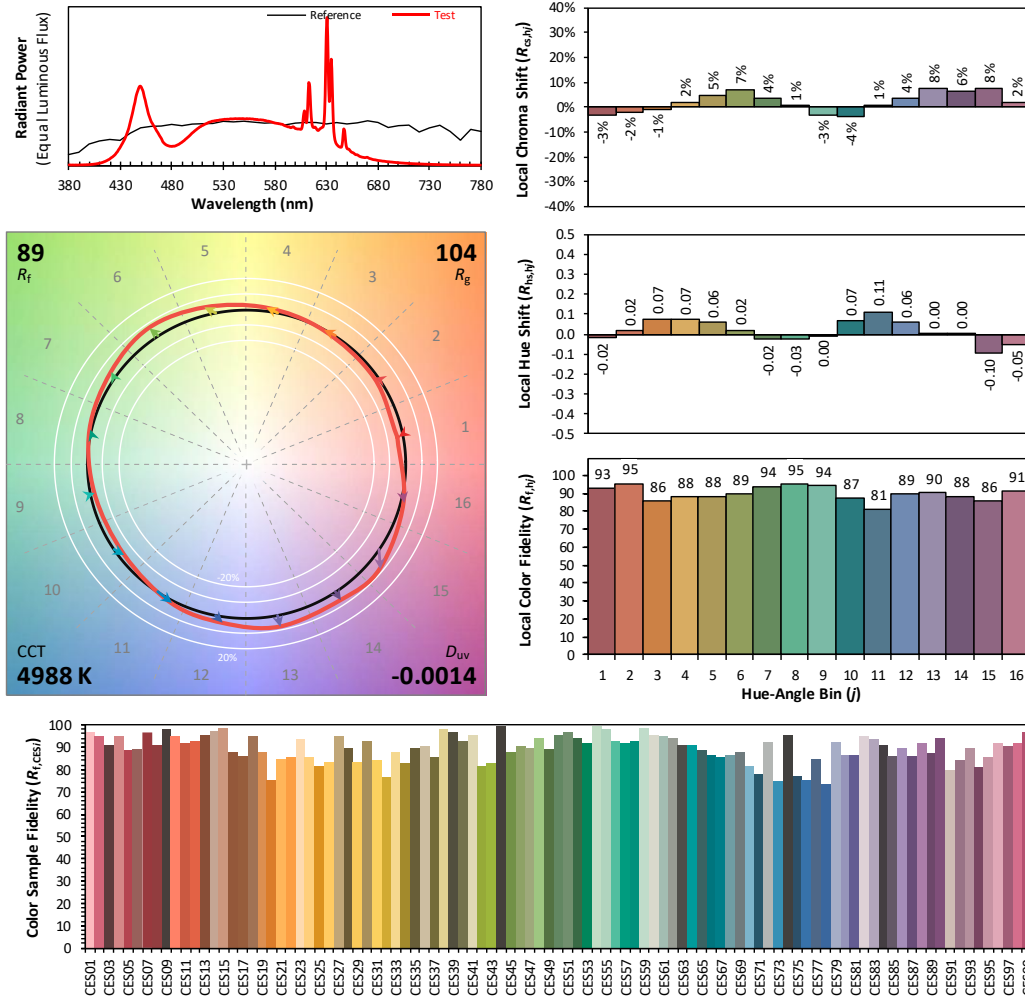 Radiant Power
(Equal Luminous Flux)
Reference
Test
380
430
480
530
580
630
680
730
780
Wavelength (nm)
Local Chroma Shift (Rcs,hj)
40%
30%
20%
10%
0%
-10%
-20%
-30%
-40%
-3%
-2%
-1%
2%
5%
7%
4%
1%
-3%
-4%
1%
4%
8%
6%
8%
2%
89
Rf
104
Rg
5
4
6
3
7
2
8
1
9
16
10
15
11
14
12
13
-20%
20%
CCT
4988 K
Duv
-0.0014
Local Hue Shift (Rhs,hj)
0.5
0.4
0.3
0.2
0.1
0.0
-0.1
-0.2
-0.3
-0.4
-0.5
-0.02
0.02
0.07
0.07
0.06
0.02
-0.02
-0.03
0.00
0.07
0.11
0.06
0.00
0.00
-0.10
-0.05
Local Color Fidelity (Rf,hj)
100
90
80
70
60
50
40
30
20
10
0
93
95
86
88
88
89
94
95
94
87
81
89
90
88
86
91
1
2
3
4
5
6
7
8
9
10
11
12
13
14
15
16
Hue-Angle Bin (j)
Color Sample Fidelity (Rf,CESi)
100
90
80
70
60
50
40
30
20
10
0
CES01
CES03
CES05
CES07
CES09
CES11
CES13
CES15
CES17
CES19
CES21
CES23
CES25
CES27
CES29
CES31
CES33
CES35
CES37
CES39
CES41
CES43
CES45
CES47
CES49
CES51
CES53
CES55
CES57
CES59
CES61
CES63
CES65
CES67
CES69
CES71
CES73
CES75
CES77
CES79
CES81
CES83
CES85
CES87
CES89
CES91
CES93
CES95
CES97